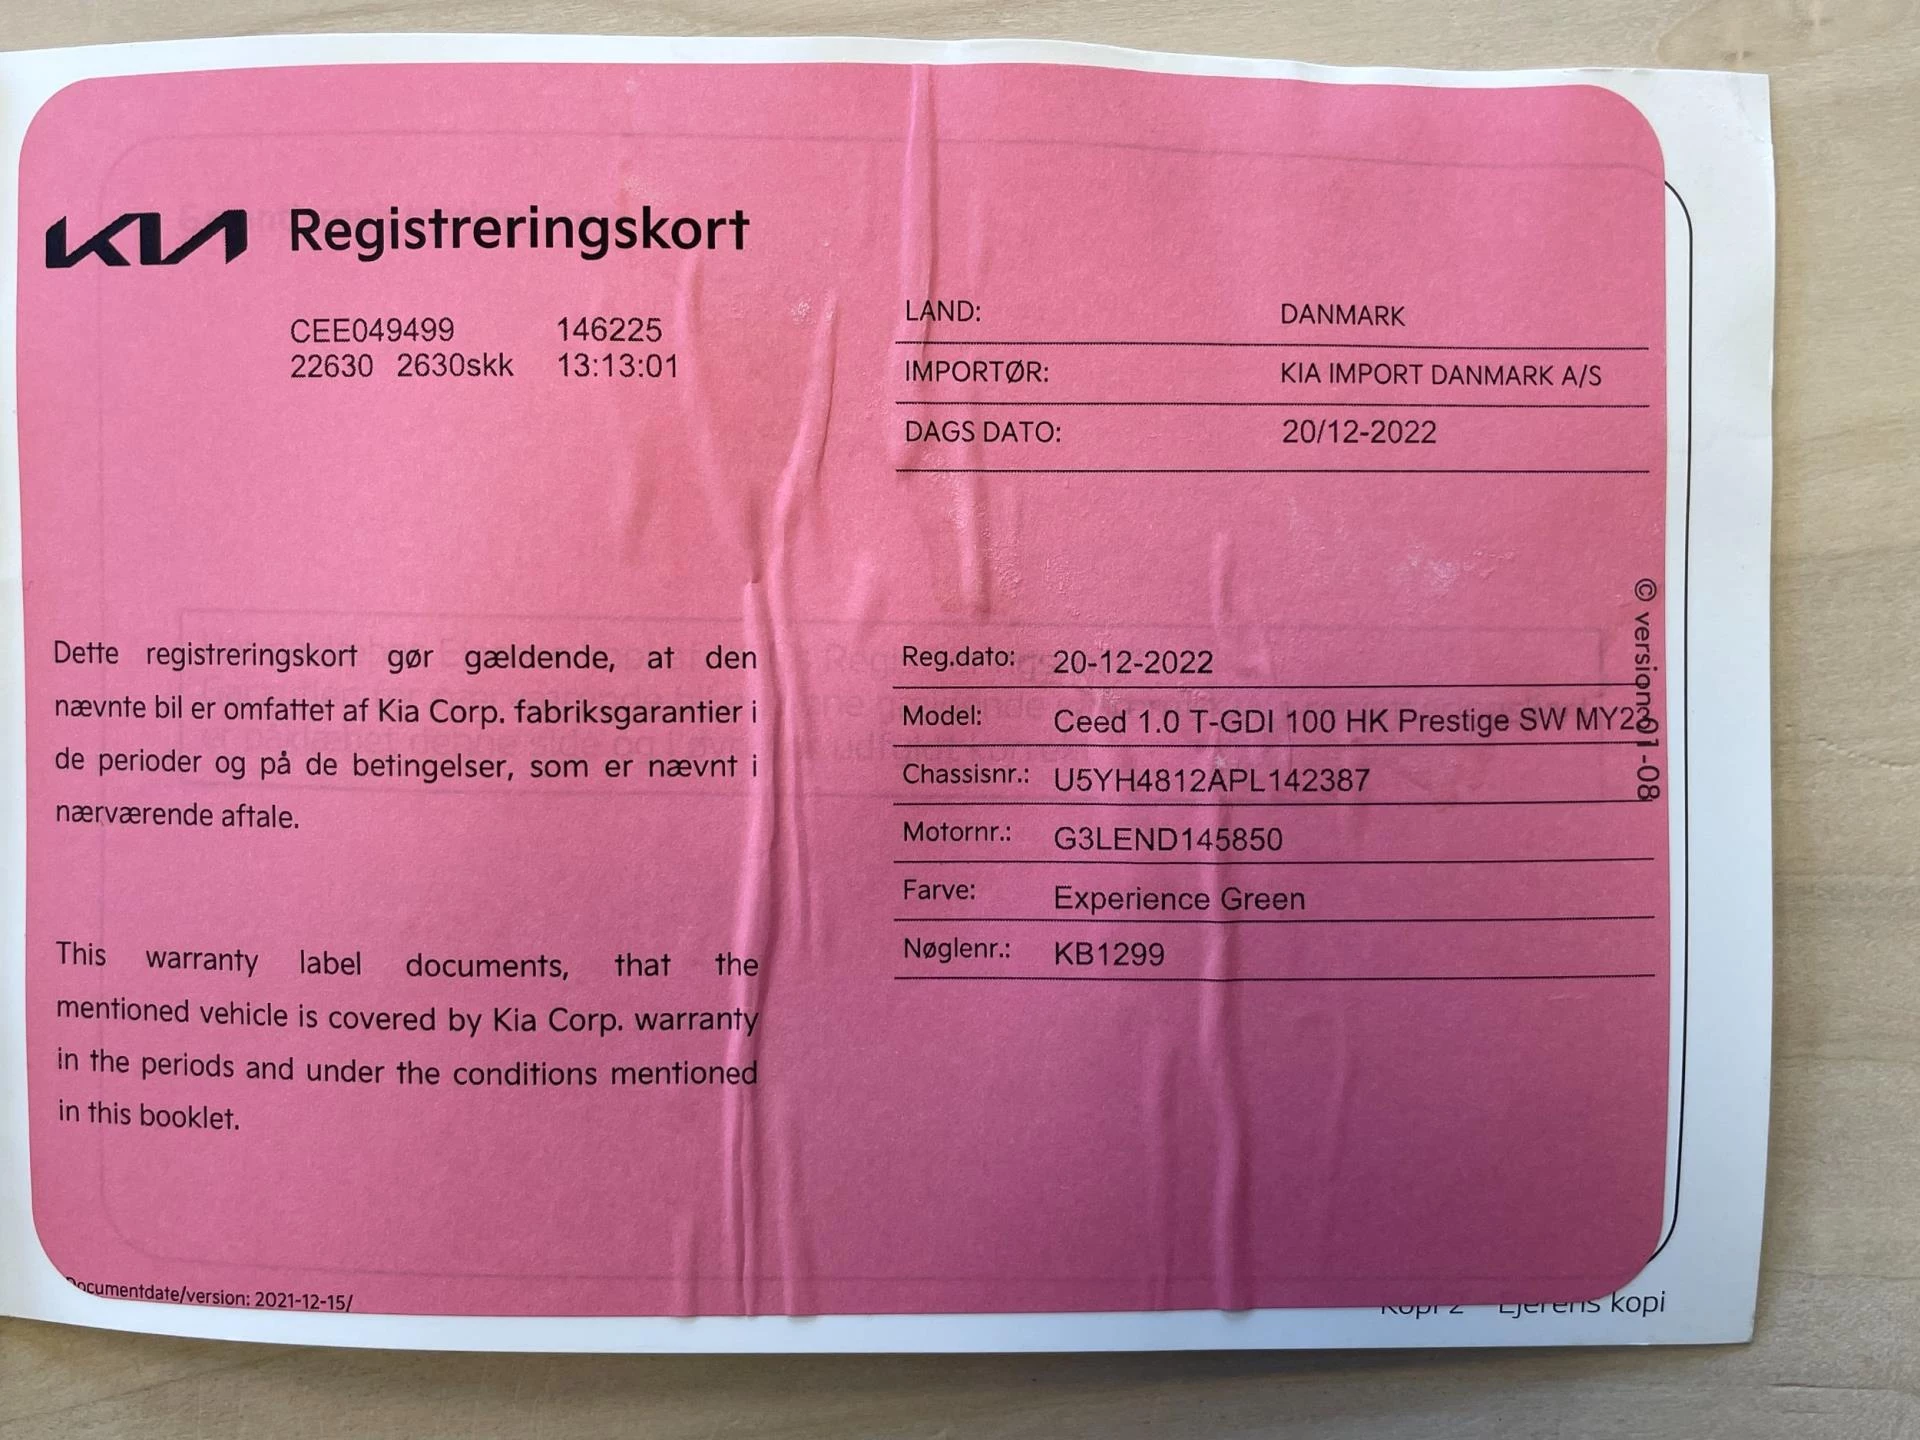 KIA Registreringskort
CEE049499 146225
22630 2630skk 13:13:01
LAND: DANMARK
IMPORTØR: KIA IMPORT DANMARK A/S
DAGS DATO: 20/12-2022
Dette registreringskort gør gældende, at den
nævnte bil er omfattet af Kia Corp. fabriksgarantier i
de perioder og på de betingelser, som er nævnt i
nærværende aftale.
This warranty label documents, that the
mentioned vehicle is covered by Kia Corp. warranty
in the periods and under the conditions mentioned
in this booklet.
Reg.dato: 20-12-2022
Model: Ceed 1.0 T-GDI 100 HK Prestige SW
Chassisnr.: U5YH4812APL142387
Motornr.: G3LEND145850
Farve: Experience Green
Nøglenr.: KB1299
Documentdate/version: 2021-12-15/
Kopi 2 Ejerens kopi